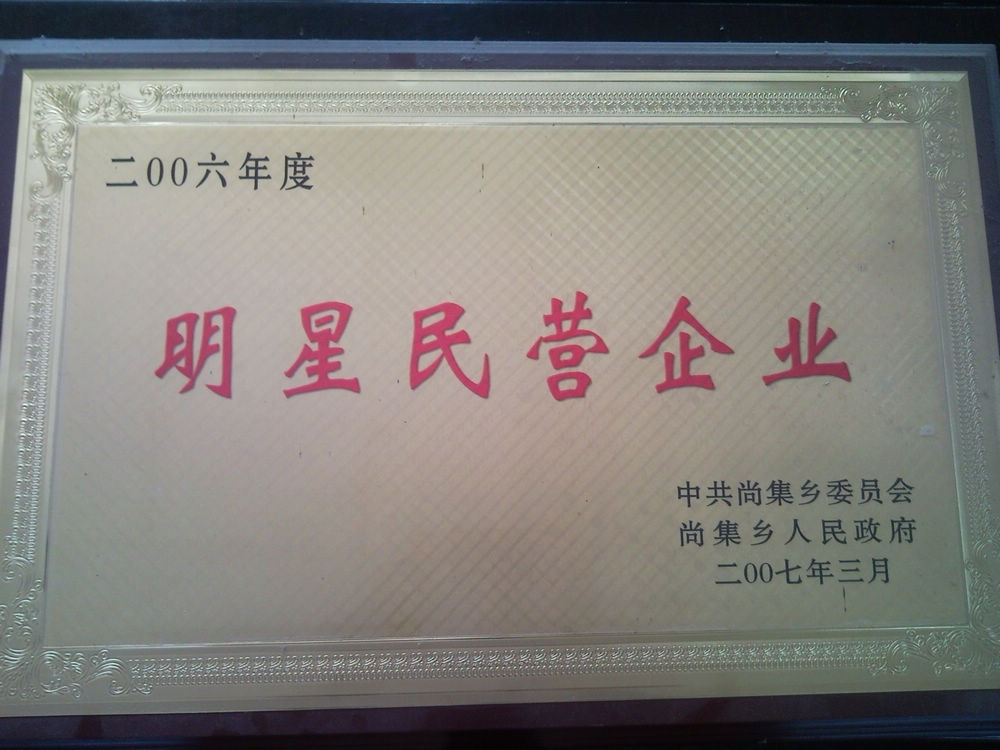 二00六年度
明星民营企业
中共尚集乡委员会
尚集乡人民政府
二00七年三月